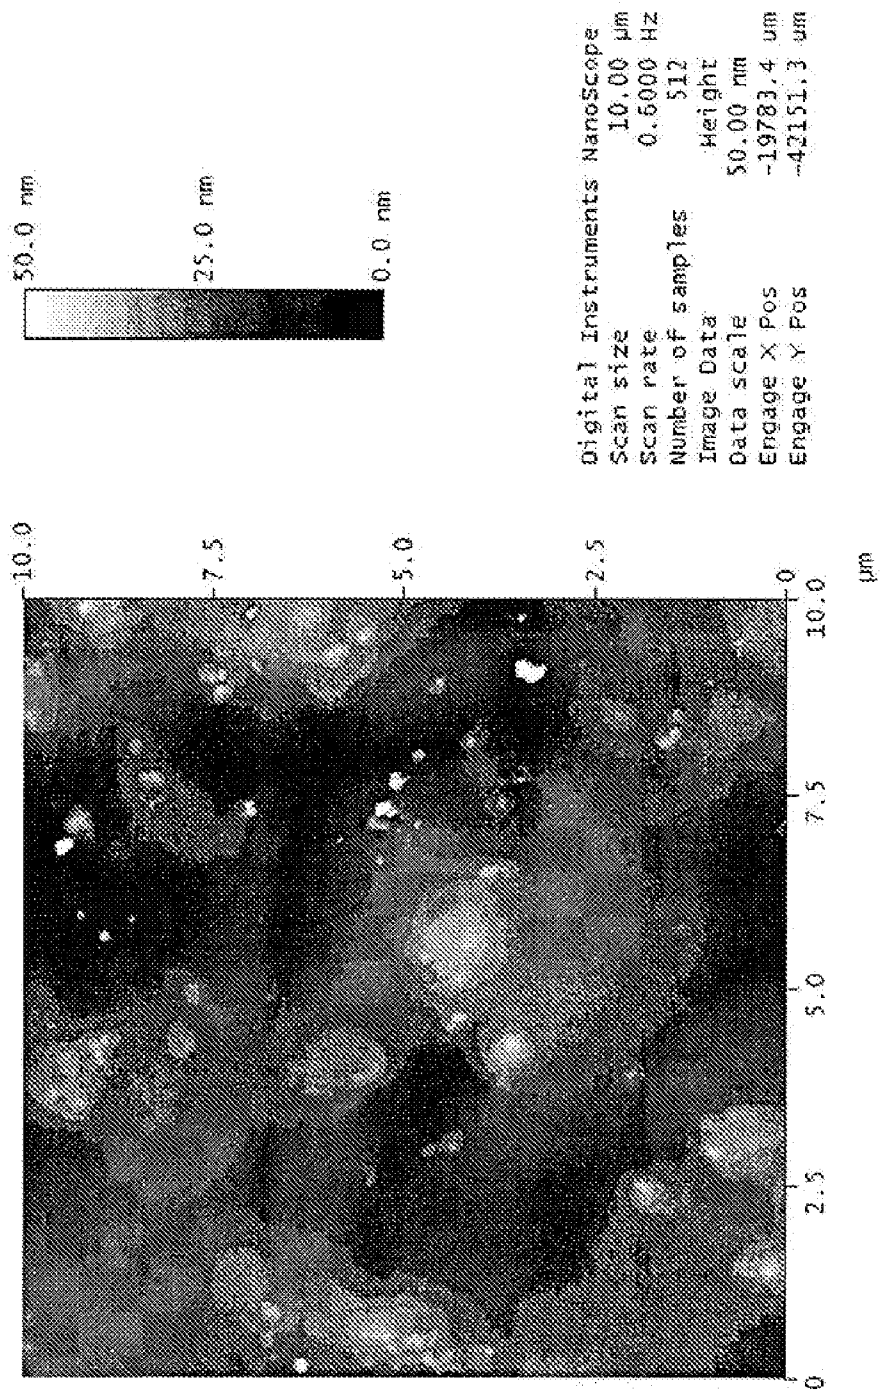 50.0 nm
25.0 nm
0.0 nm
10.0
7.5
5.0
2.5
0
0 2.5 5.0 7.5 10.0
µm
Digital Instruments NanoScope
Scan size 10.00 µm
Scan rate 0.6000 Hz
Number of samples 512
Image Data Height
Data scale 50.00 nm
Engage X Pos -19783.4 um
Engage Y Pos -42151.3 um